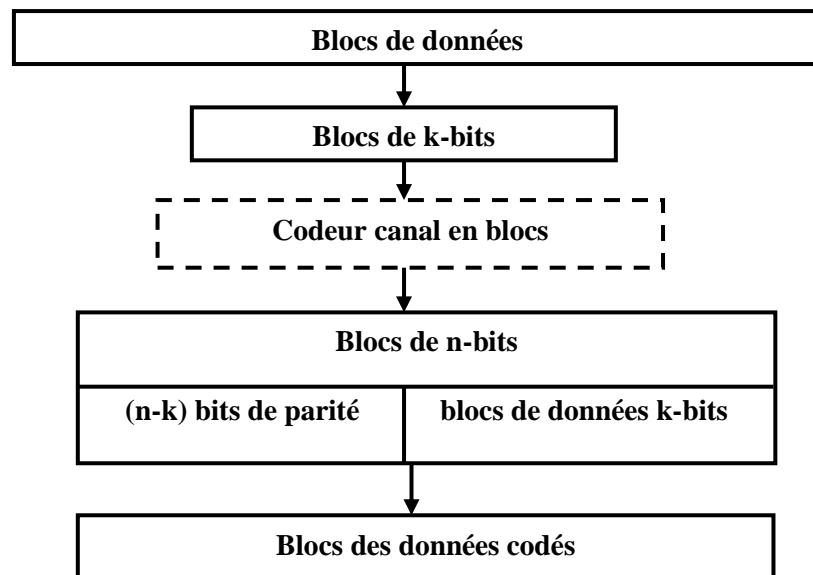 Blocs de données
Blocs de k-bits
Codeur canal en blocs
Blocs de n-bits
(n-k) bits de parité
blocs de données k-bits
Blocs des données codés